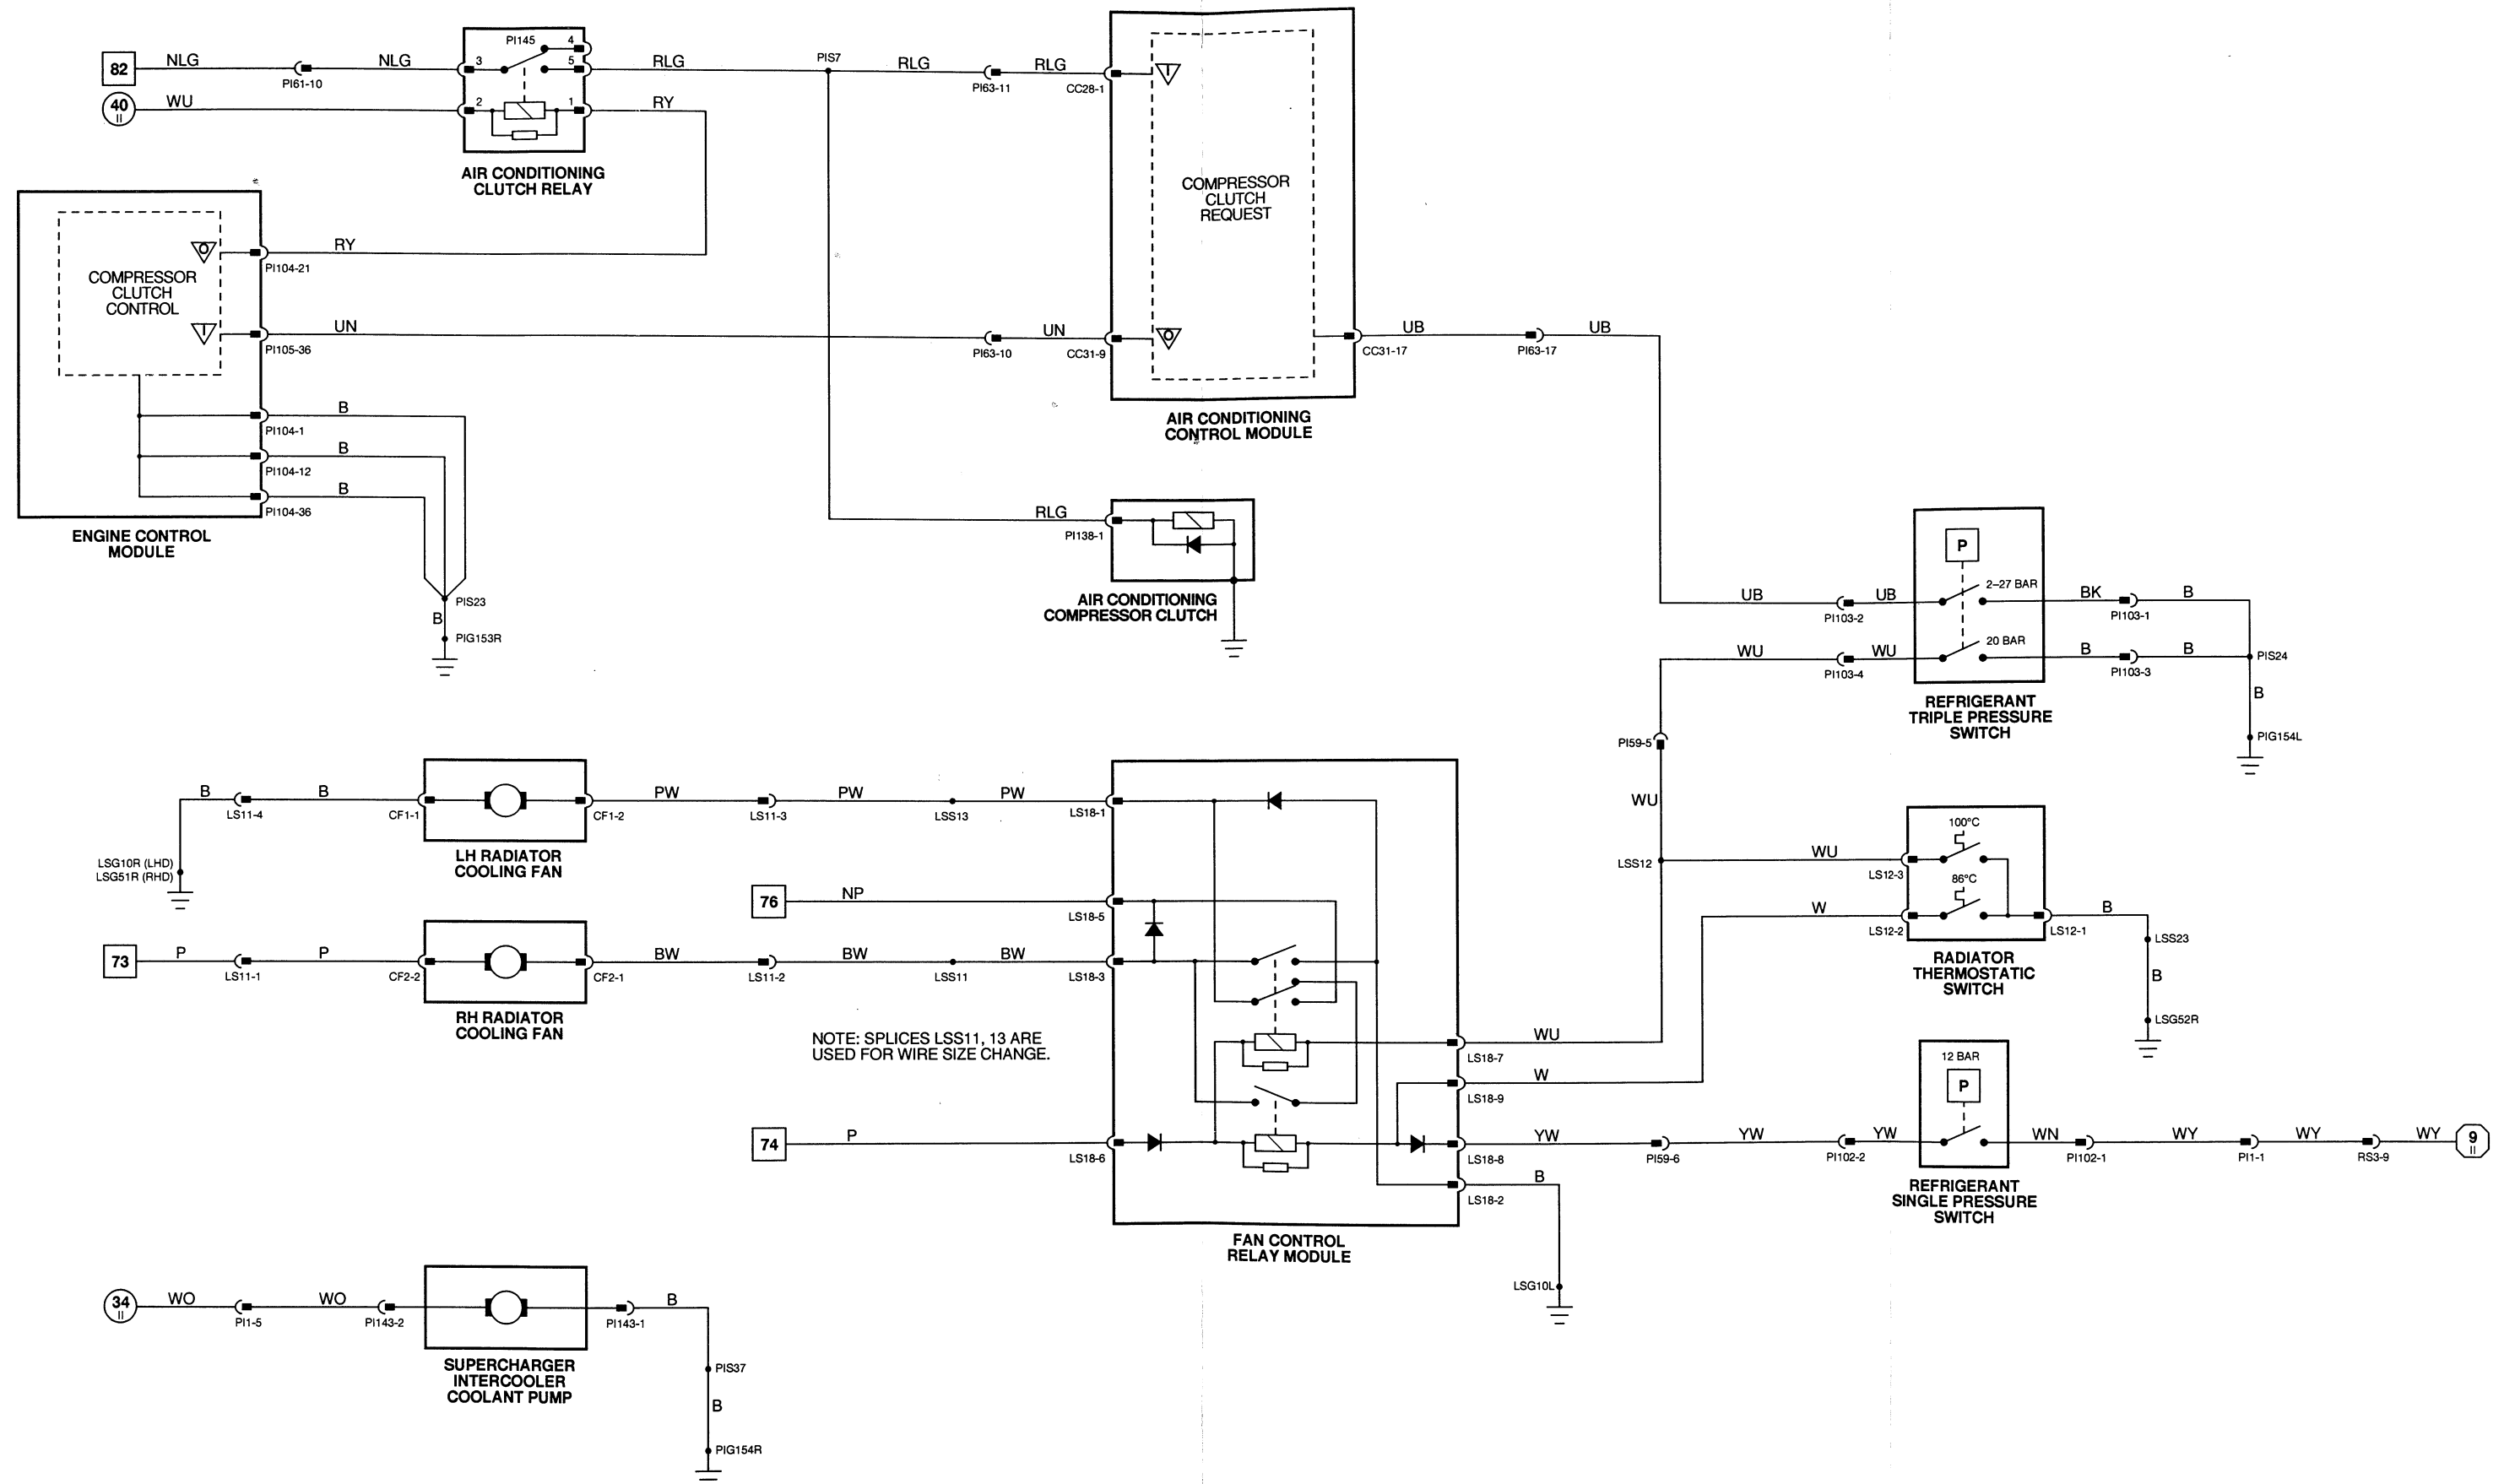 82
NLG
PI61-10
NLG
3
PI145
4
5
RLG
PIS7
RLG
PI63-11
RLG
CC28-1
I
40
II
WU
2
1
RY
AIR CONDITIONING
CLUTCH RELAY
COMPRESSOR
CLUTCH
REQUEST
O
RY
PI104-21
COMPRESSOR
CLUTCH
CONTROL
I
UN
PI105-36
PI63-10
UN
CC31-9
O
UB
CC31-17
PI63-17
UB
B
PI104-1
B
PI104-12
B
PI104-36
ENGINE CONTROL
MODULE
PIS23
B
PIG153R
AIR CONDITIONING
CONTROL MODULE
RLG
PI138-1
AIR CONDITIONING
COMPRESSOR CLUTCH
P
2–27 BAR
UB
PI103-2
UB
BK
PI103-1
B
20 BAR
WU
PI103-4
WU
B
PI103-3
B
PIS24
B
PIG154L
REFRIGERANT
TRIPLE PRESSURE
SWITCH
PI59-5
WU
B
LS11-4
B
CF1-1
PW
CF1-2
LS11-3
PW
LSS13
PW
LS18-1
LSG10R (LHD)
LSG51R (RHD)
LH RADIATOR
COOLING FAN
LSS12
WU
LS12-3
100°C
86°C
W
LS12-2
LS12-1
B
LSS23
B
LSG52R
RADIATOR
THERMOSTATIC
SWITCH
76
NP
LS18-5
73
P
LS11-1
P
CF2-2
BW
CF2-1
LS11-2
BW
LSS11
BW
LS18-3
RH RADIATOR
COOLING FAN
NOTE: SPLICES LSS11, 13 ARE
USED FOR WIRE SIZE CHANGE.
WU
LS18-7
W
LS18-9
12 BAR
P
74
P
LS18-6
YW
LS18-8
PI59-6
YW
PI102-2
YW
WN
PI102-1
WY
PI1-1
WY
RS3-9
WY
9
II
REFRIGERANT
SINGLE PRESSURE
SWITCH
B
LS18-2
LSG10L
FAN CONTROL
RELAY MODULE
34
II
WO
PI1-5
WO
PI143-2
PI143-1
B
PIS37
B
PIG154R
SUPERCHARGER
INTERCOOLER
COOLANT PUMP